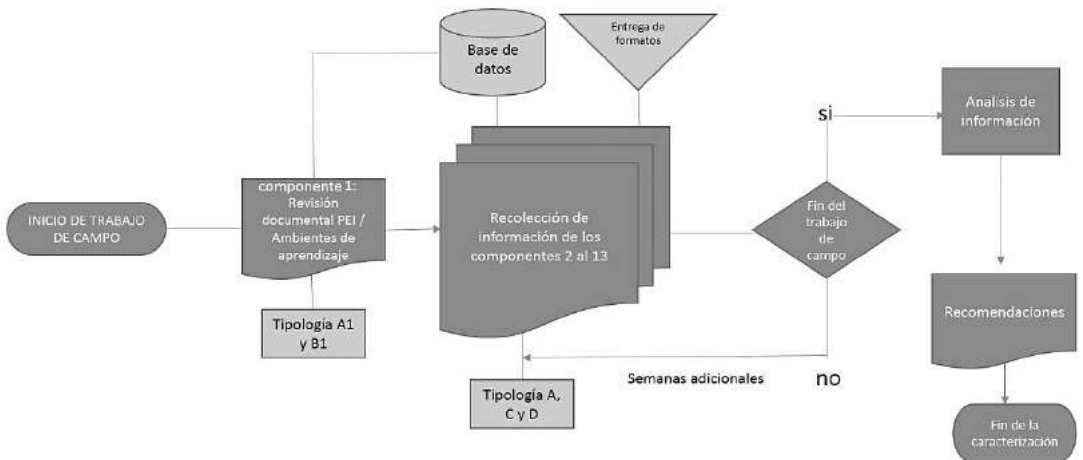 Entrega de
formatos
Base de
datos
si
Análisis de
información
componente 1:
Revisión
documental PEI /
Ambientes de
aprendizaje
INICIO DE TRABAJO
DE CAMPO
Recolección de
información de los
componentes 2 al 13
Fin del
trabajo
de
campo
Tipología A1
y B1
Recomendaciones
Semanas adicionales
no
Tipología A,
C y D
Fin de la
caracterización